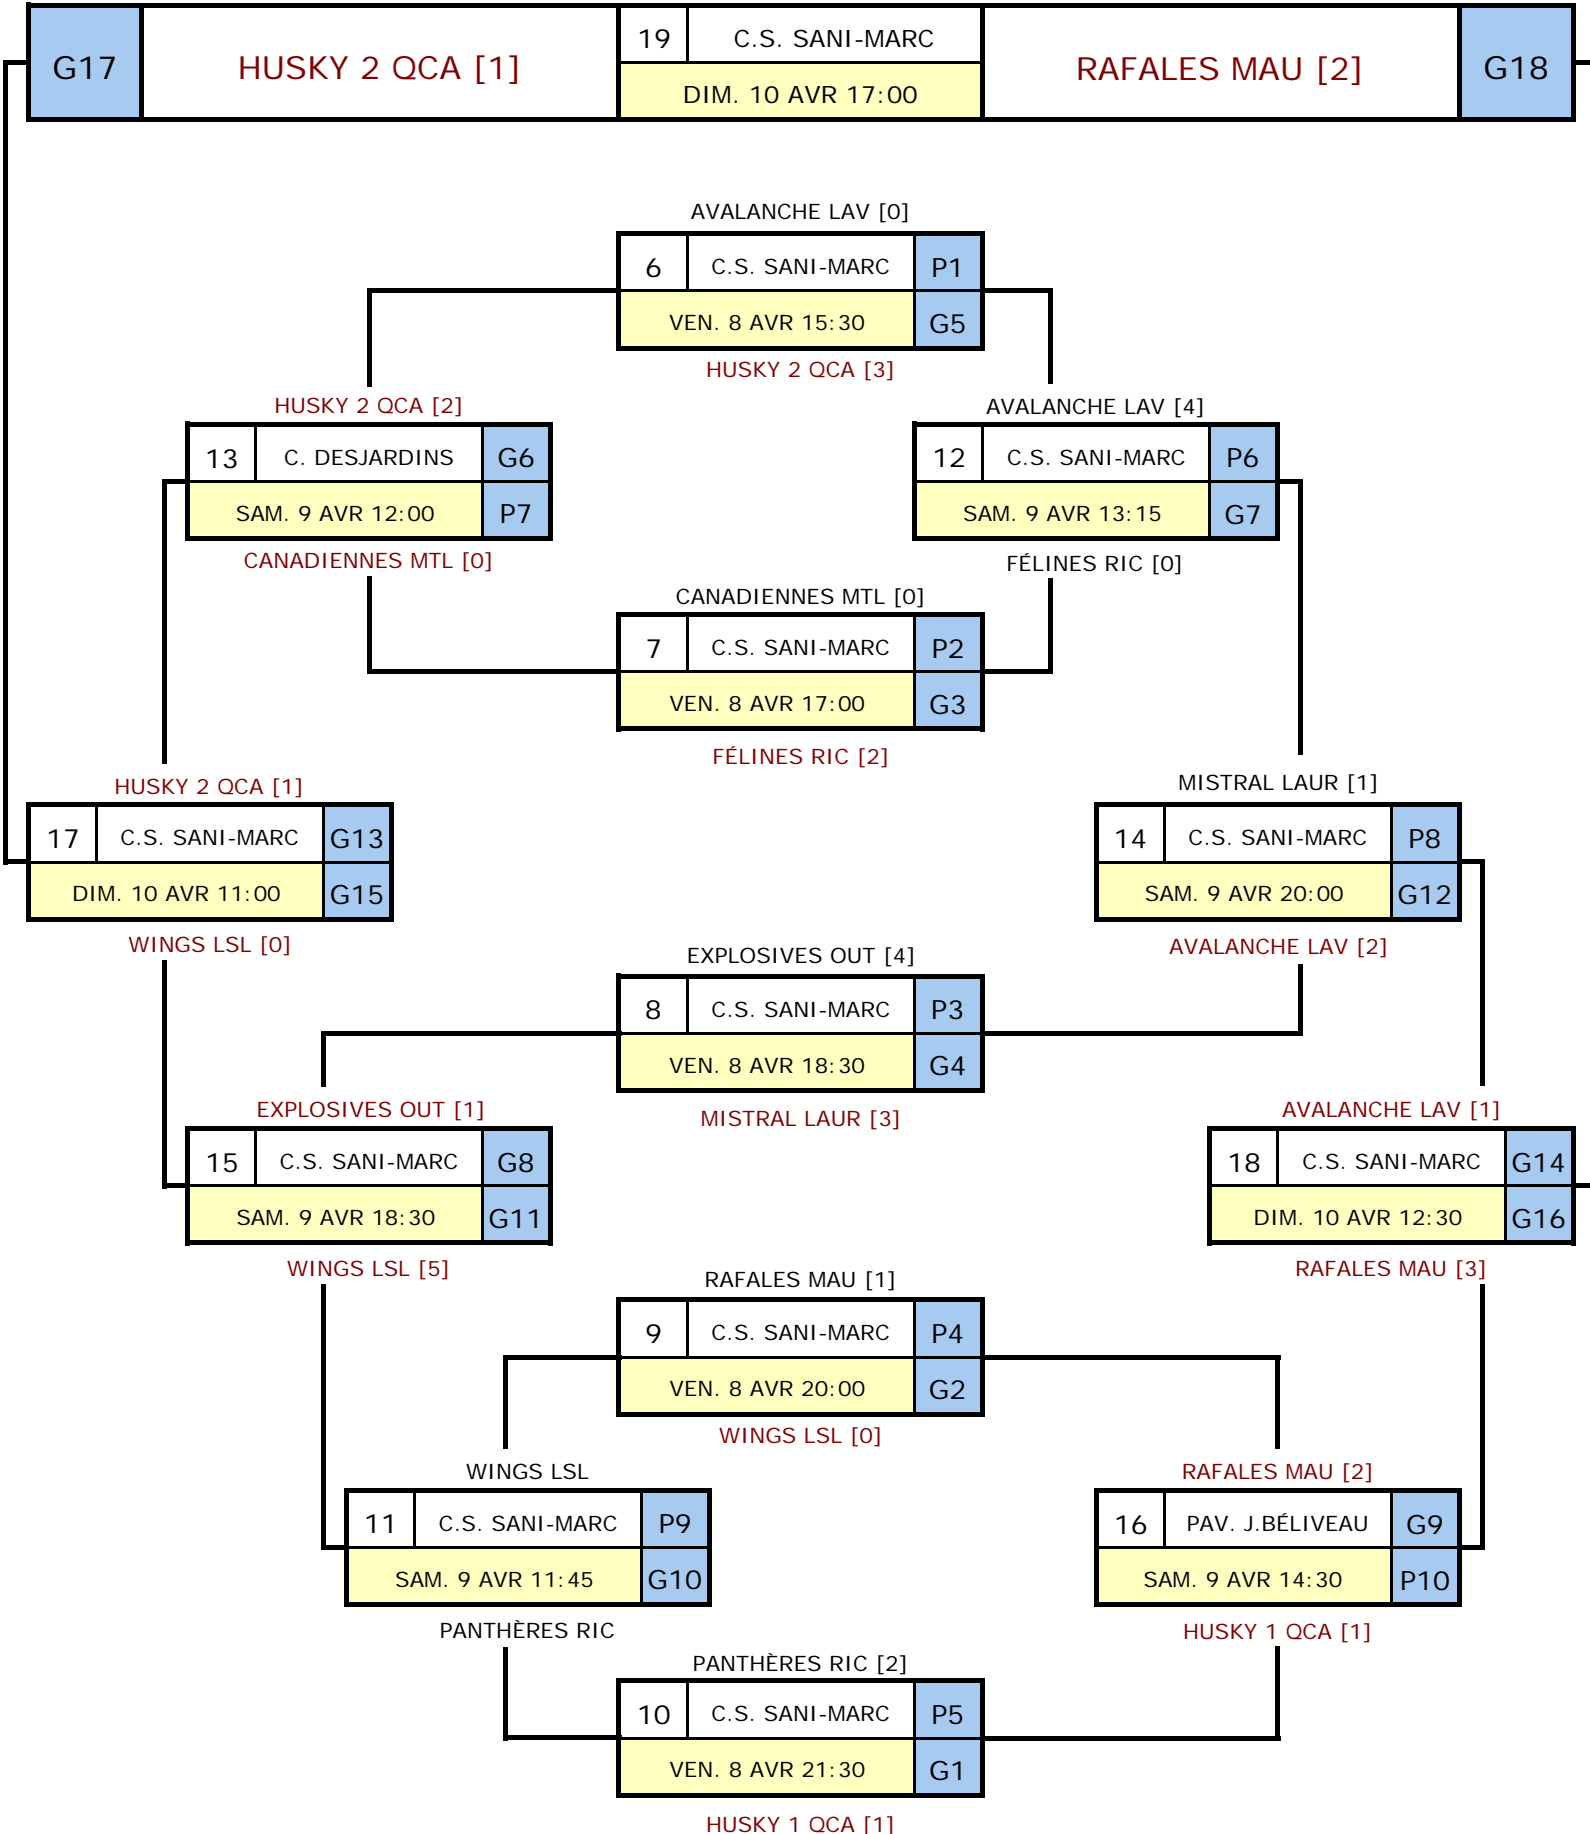 G17 HUSKY 2 QCA [1] 19 C.S. SANI-MARC RAFALES MAU [2] G18
DIM. 10 AVR 17:00
AVALANCHE LAV [0]
6 C.S. SANI-MARC P1
VEN. 8 AVR 15:30 G5
HUSKY 2 QCA [3]
HUSKY 2 QCA [2]
13 C. DESJARDINS G6
SAM. 9 AVR 12:00 P7
CANADIENNES MTL [0]
AVALANCHE LAV [4]
12 C.S. SANI-MARC P6
SAM. 9 AVR 13:15 G7
FÉLINES RIC [0]
CANADIENNES MTL [0]
7 C.S. SANI-MARC P2
VEN. 8 AVR 17:00 G3
FÉLINES RIC [2]
HUSKY 2 QCA [1]
17 C.S. SANI-MARC G13
DIM. 10 AVR 11:00 G15
WINGS LSL [0]
MISTRAL LAUR [1]
14 C.S. SANI-MARC P8
SAM. 9 AVR 20:00 G12
AVALANCHE LAV [2]
EXPLOSIVES OUT [4]
8 C.S. SANI-MARC P3
VEN. 8 AVR 18:30 G4
MISTRAL LAUR [3]
EXPLOSIVES OUT [1]
15 C.S. SANI-MARC G8
SAM. 9 AVR 18:30 G11
WINGS LSL [5]
AVALANCHE LAV [1]
18 C.S. SANI-MARC G14
DIM. 10 AVR 12:30 G16
RAFALES MAU [3]
RAFALES MAU [1]
9 C.S. SANI-MARC P4
VEN. 8 AVR 20:00 G2
WINGS LSL [0]
WINGS LSL
11 C.S. SANI-MARC P9
SAM. 9 AVR 11:45 G10
PANTHÈRES RIC
RAFALES MAU [2]
16 PAV. J.BÉLIVEAU G9
SAM. 9 AVR 14:30 P10
HUSKY 1 QCA [1]
PANTHÈRES RIC [2]
10 C.S. SANI-MARC P5
VEN. 8 AVR 21:30 G1
HUSKY 1 QCA [1]